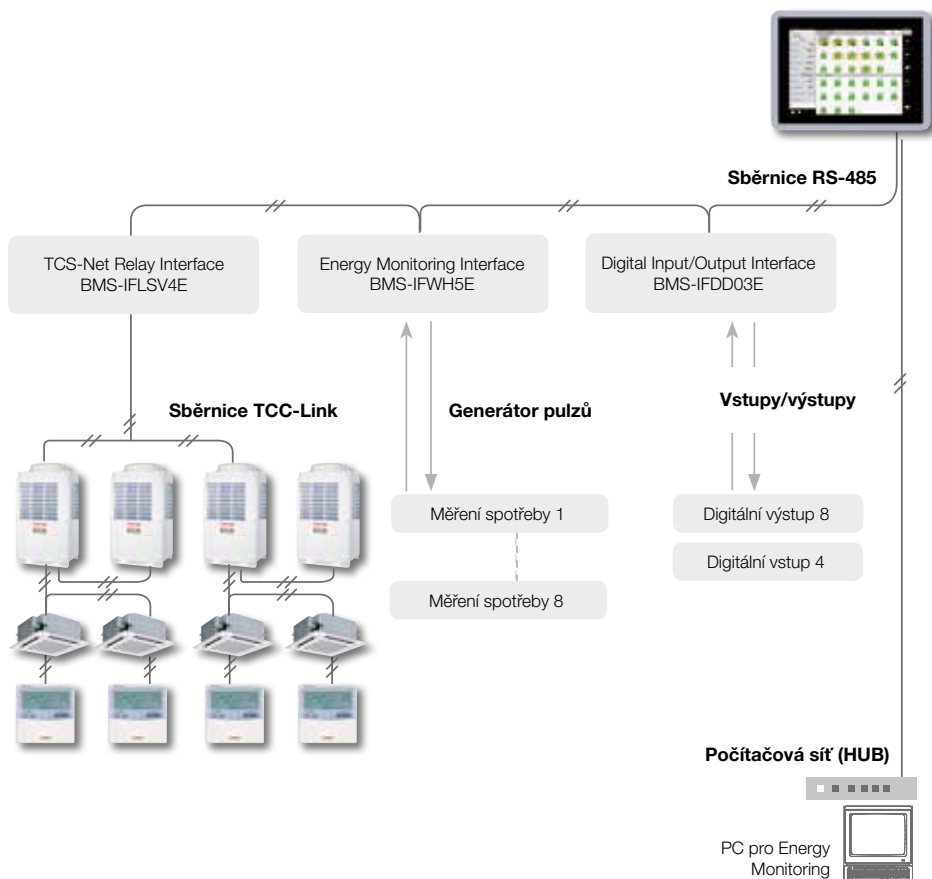 Sběrnice RS-485
TCS-Net Relay Interface
BMS-IFLSV4E
Energy Monitoring Interface
BMS-IFWH5E
Digital Input/Output Interface
BMS-IFDD03E
Sběrnice TCC-Link
Generátor pulzů
Vstupy/výstupy
Měření spotřeby 1
Digitální výstup 8
Digitální vstup 4
Měření spotřeby 8
Počítačová síť (HUB)
PC pro Energy
Monitoring